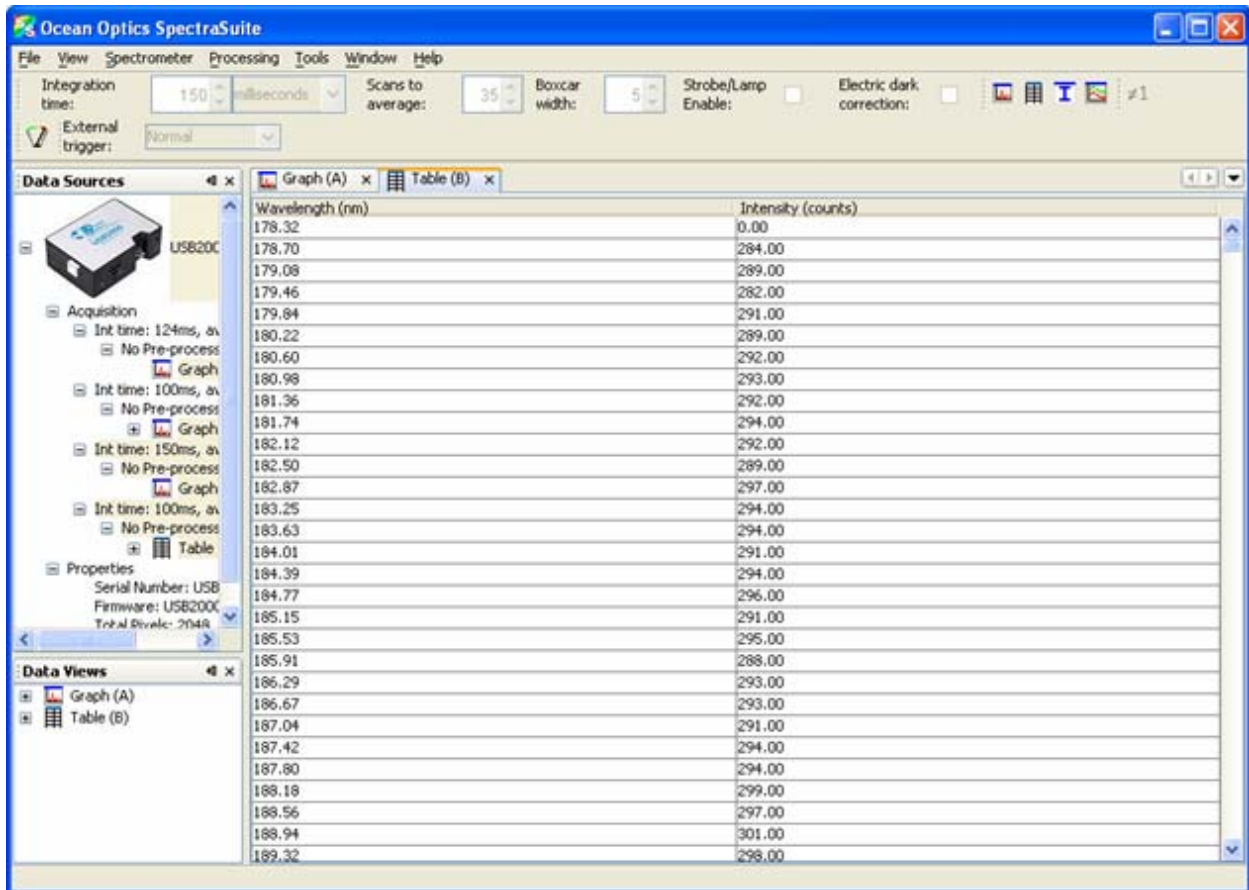 Ocean Optics SpectraSuite
File View Spectrometer Processing Tools Window Help
Integration time: 150 milliseconds Scans to average: 35 Boxcar width: 5 Strobe/Lamp Enable: Electric dark correction: ≠1
External trigger: Normal
Data Sources
USB200
Acquisition
Int time: 124ms, av
No Pre-process
Graph
Int time: 100ms, av
No Pre-process
Graph
Int time: 150ms, av
No Pre-process
Graph
Int time: 100ms, av
No Pre-process
Table
Properties
Serial Number: USB
Firmware: USB200
Total Pixels: 2048
Data Views
Graph (A)
Table (B)
Graph (A) Table (B)
Wavelength (nm) Intensity (counts)
178.32 0.00
178.70 284.00
179.08 289.00
179.46 282.00
179.84 291.00
180.22 289.00
180.60 292.00
180.98 293.00
181.36 292.00
181.74 294.00
182.12 292.00
182.50 289.00
182.87 297.00
183.25 294.00
183.63 294.00
184.01 291.00
184.39 294.00
184.77 296.00
185.15 291.00
185.53 295.00
185.91 288.00
186.29 293.00
186.67 293.00
187.04 291.00
187.42 294.00
187.80 294.00
188.18 299.00
188.56 297.00
188.94 301.00
189.32 298.00